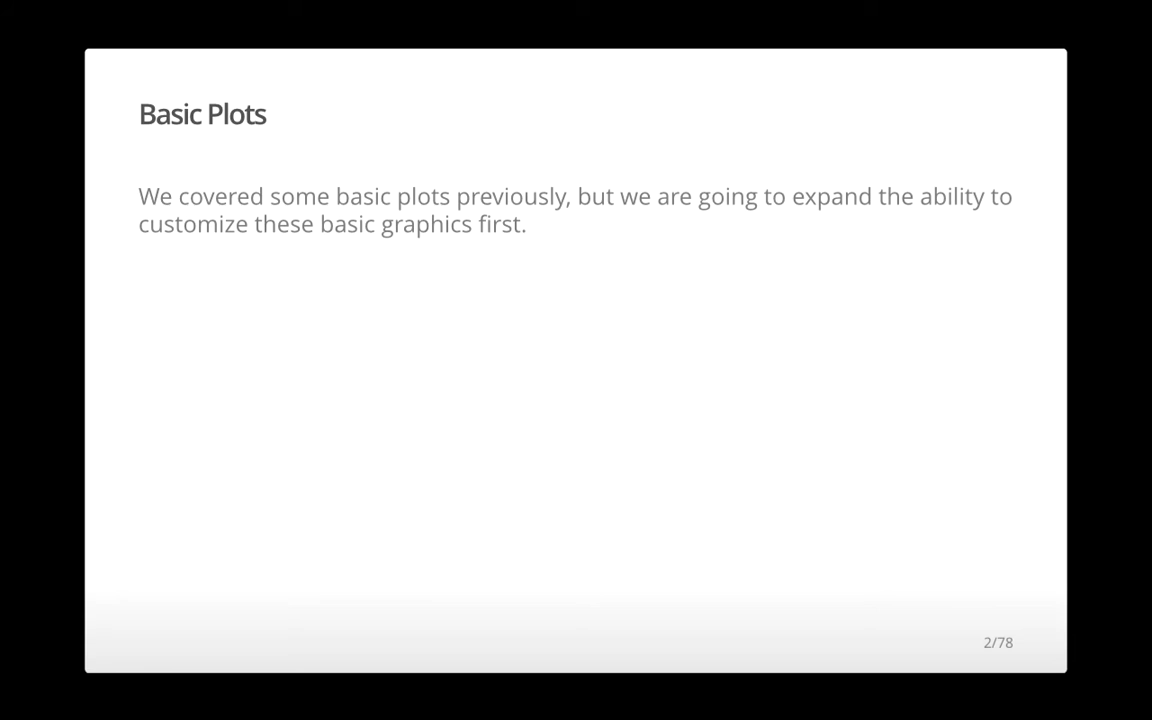 Basic Plots
We covered some basic plots previously, but we are going to expand the ability to
customize these basic graphics first.
2/78